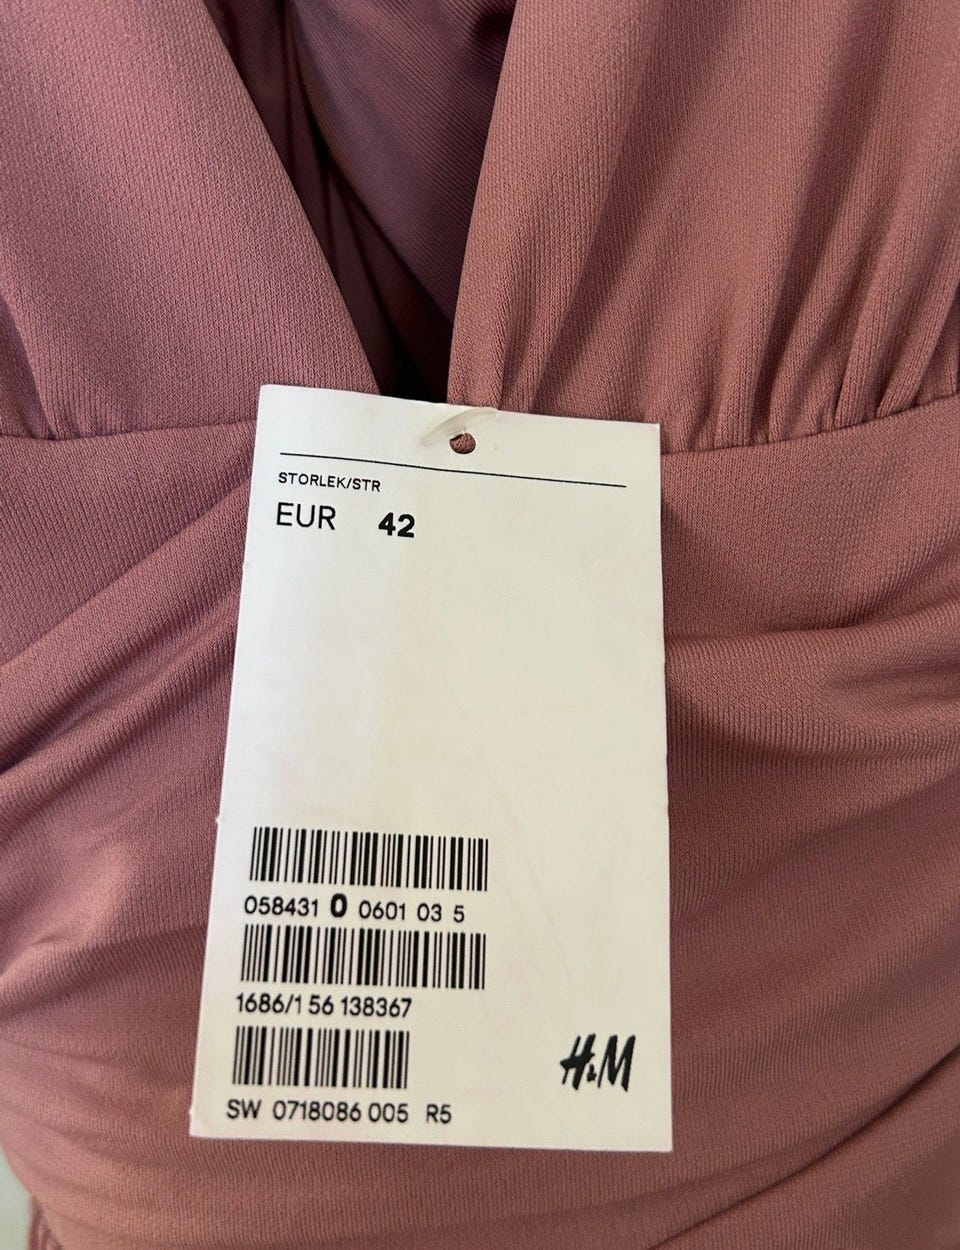 STORLEK/STR
EUR 42
058431 0 0601 03 5
1686/1 56 138367
H&M
SW 0718086 005 R5